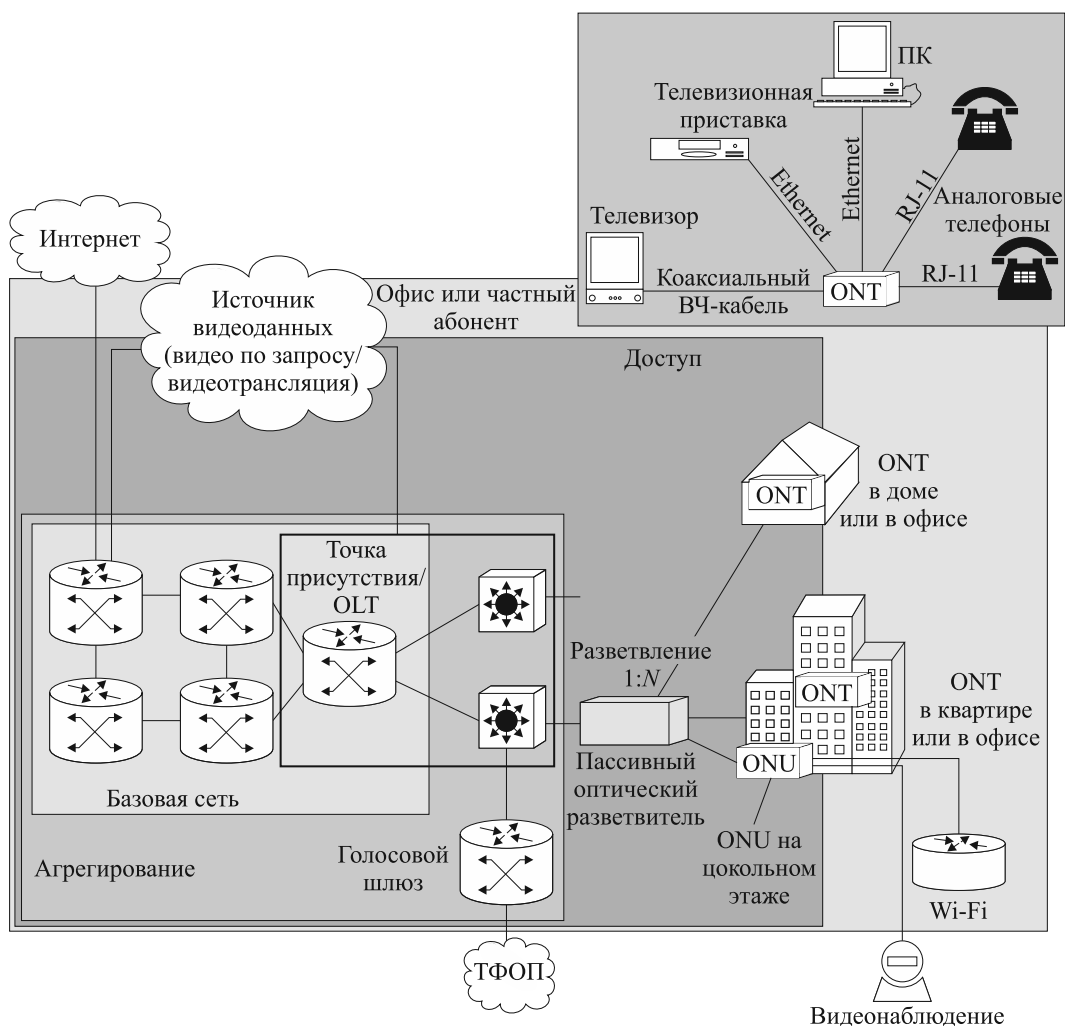 ПК
Телевизионная
приставка
Ethernet
Ethernet
RJ-11
Аналоговые
телефоны
Телевизор
Коаксиальный
ВЧ-кабель
ONT
RJ-11
Интернет
Источник
видеоданных
(видео по запросу/
видеотрансляция)
Офис или частный
абонент
Доступ
ONT
ONT
в доме
или в офисе
Точка
присутствия/
OLT
Разветвление
1:N
ONT
ONT
в квартире
или в офисе
ONU
Пассивный
оптический
разветвитель
Базовая сеть
ONU на
цокольном
этаже
Голосовой
шлюз
Агрегирование
Wi-Fi
ТФОП
Видеонаблюдение